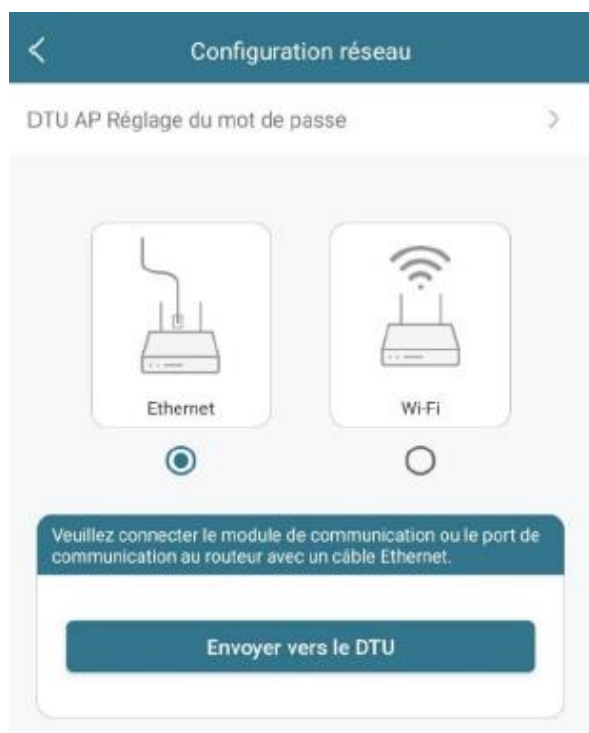 Configuration réseau
DTU AP Réglage du mot de passe
Ethernet
Wi-Fi
Veuillez connecter le module de communication ou le port de
communication au routeur avec un câble Ethernet.
Envoyer vers le DTU